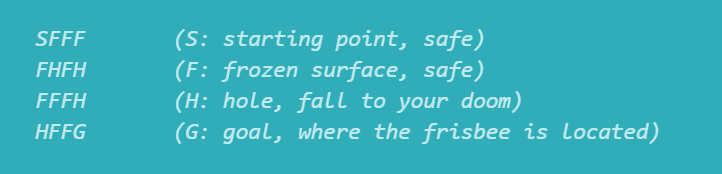 SFFF       (S: starting point, safe)
FHFH       (F: frozen surface, safe)
FFFH       (H: hole, fall to your doom)
HFFG       (G: goal, where the frisbee is located)